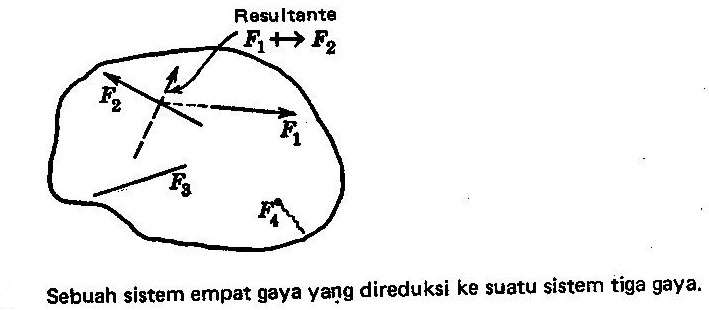 Resultante
F₁ +→ F₂
F₂
F₁
F₃
F₄
Sebuah sistem empat gaya yang direduksi ke suatu sistem tiga gaya.